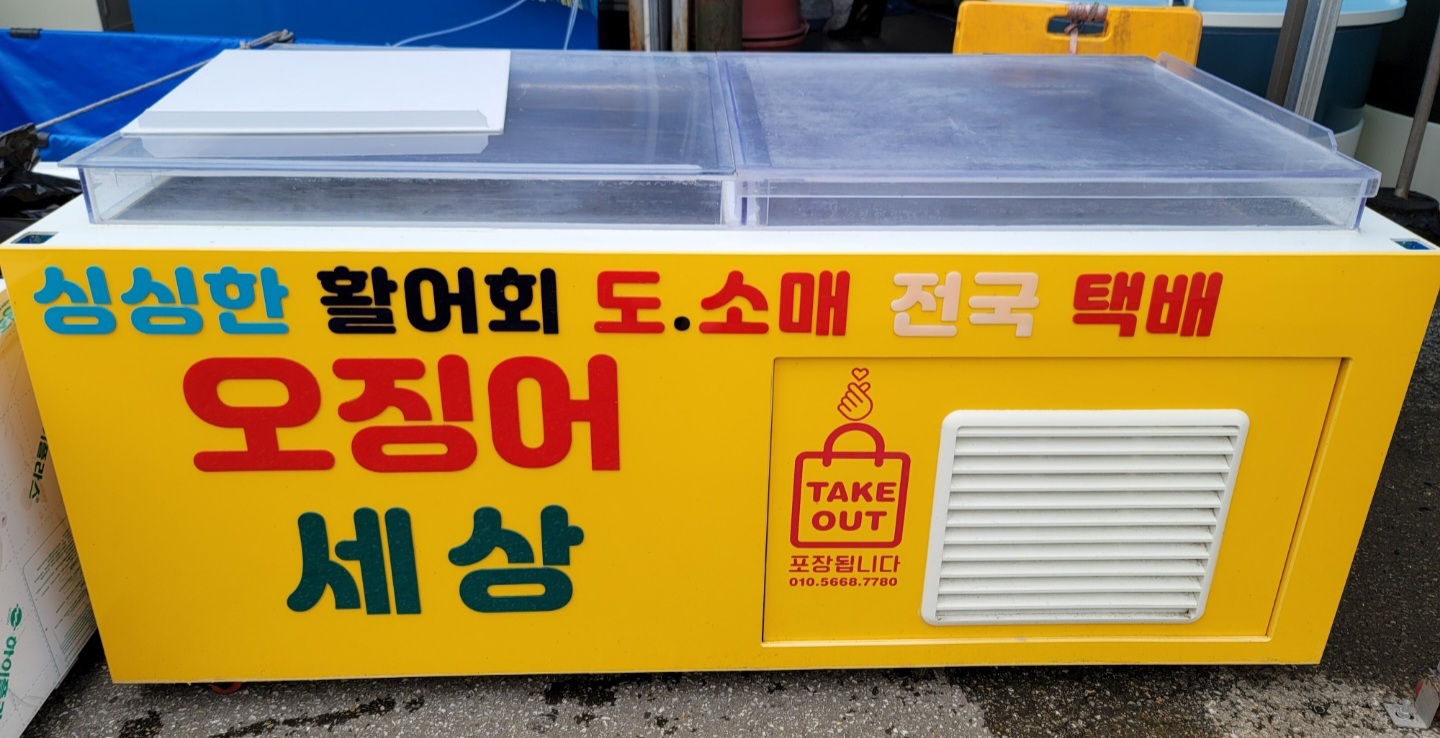 싱싱한 활어회 도.소매 전국 택배
오징어
세상
TAKE
OUT
포장됩니다
010.5668.7780